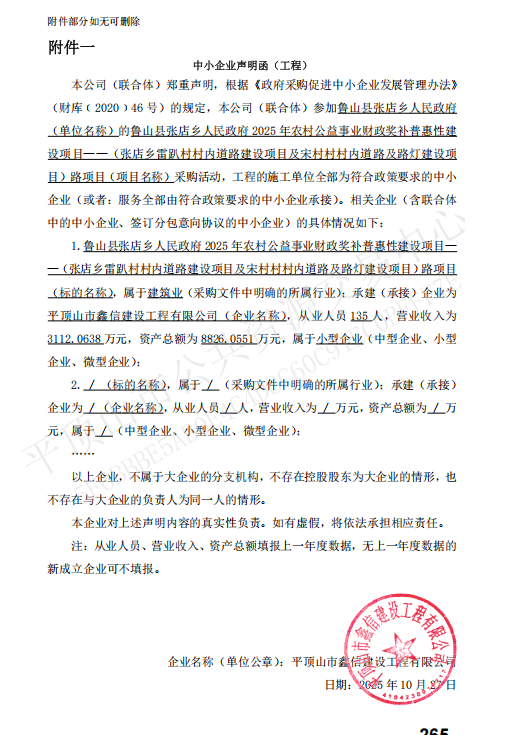 附件部分如无可删除
附件一
中小企业声明函（工程）
本公司（联合体）郑重声明，根据《政府采购促进中小企业发展管理办法》
（财库﹝2020﹞46号）的规定，本公司（联合体）参加鲁山县张店乡人民政府
（单位名称）的鲁山县张店乡人民政府2025年农村公益事业财政奖补普惠性建
设项目——（张店乡雷趴村村内道路建设项目及宋村村村内道路及路灯建设项
目）路项目（项目名称）采购活动，工程的施工单位全部为符合政策要求的中小
企业（或者：服务全部由符合政策要求的中小企业承接）。相关企业（含联合体
中的中小企业、签订分包意向协议的中小企业）的具体情况如下：
1.鲁山县张店乡人民政府2025年农村公益事业财政奖补普惠性建设项目—
—（张店乡雷趴村村内道路建设项目及宋村村村内道路及路灯建设项目）路项目
（标的名称），属于建筑业（采购文件中明确的所属行业）；承建（承接）企业为
平顶山市鑫信建设工程有限公司（企业名称），从业人员135人，营业收入为
3112.0638万元，资产总额为8826.0551万元，属于小型企业（中型企业、小型
企业、微型企业）；
2. / （标的名称），属于 / （采购文件中明确的所属行业）；承建（承接）
企业为 / （企业名称），从业人员 / 人，营业收入为 / 万元，资产总额为 / 万
元，属于 / （中型企业、小型企业、微型企业）；
……
以上企业，不属于大企业的分支机构，不存在控股股东为大企业的情形，也
不存在与大企业的负责人为同一人的情形。
本企业对上述声明内容的真实性负责。如有虚假，将依法承担相应责任。
注：从业人员、营业收入、资产总额填报上一年度数据，无上一年度数据的
新成立企业可不填报。
企业名称（单位公章）：平顶山市鑫信建设工程有限公司
日期：2025年10月27日
平顶山市鑫信建设工程有限公司
265